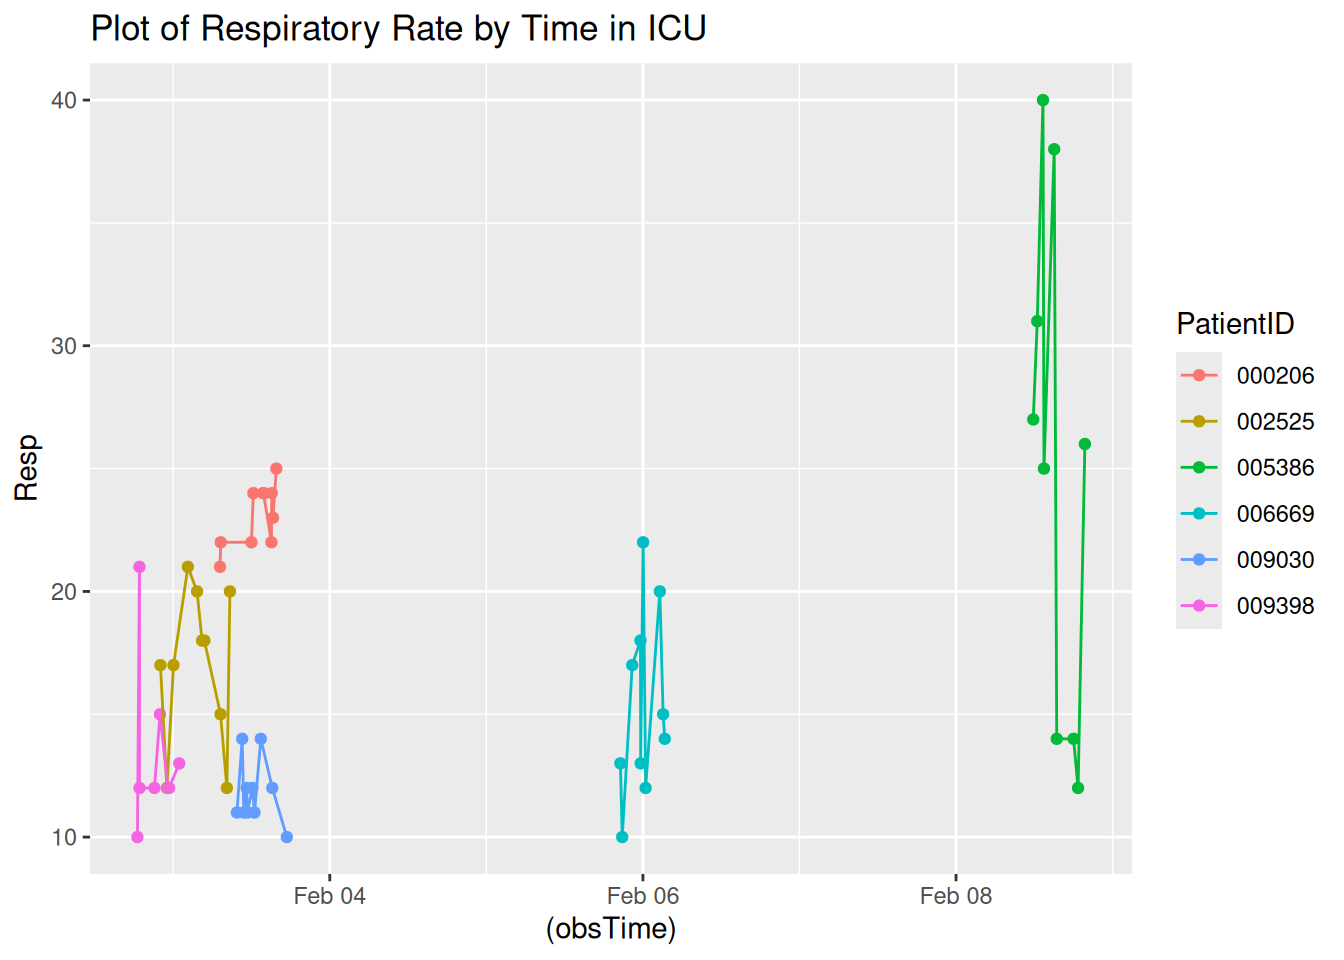 Plot of Respiratory Rate by Time in ICU
40
30
20
10
Resp
Feb 04
Feb 06
Feb 08
(obsTime)
PatientID
000206
002525
005386
006669
009030
009398